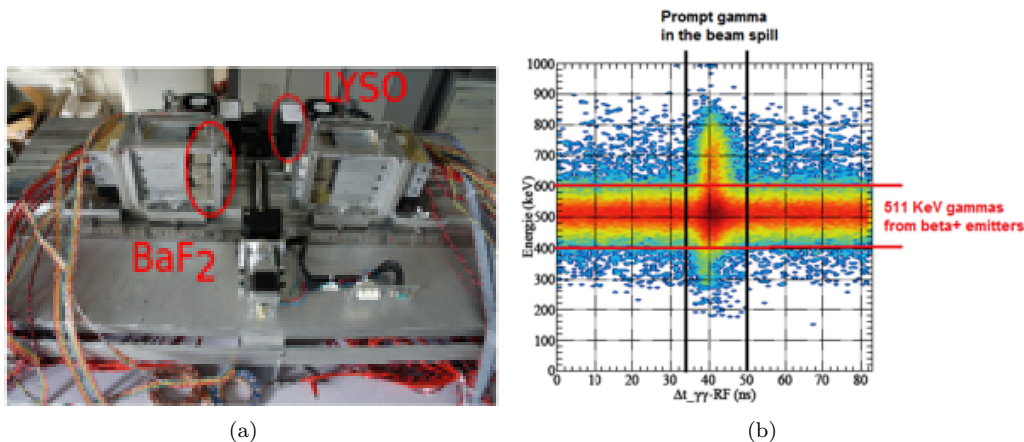 LYSO
BaF2
(a)
Prompt gamma
in the beam spill
Energie (keV)
1000
900
800
700
600
500
400
300
200
100
0
511 KeV gammas
from beta+ emitters
0 10 20 30 40 50 60 70 80
Δt_γγ-RF (ns)
(b)